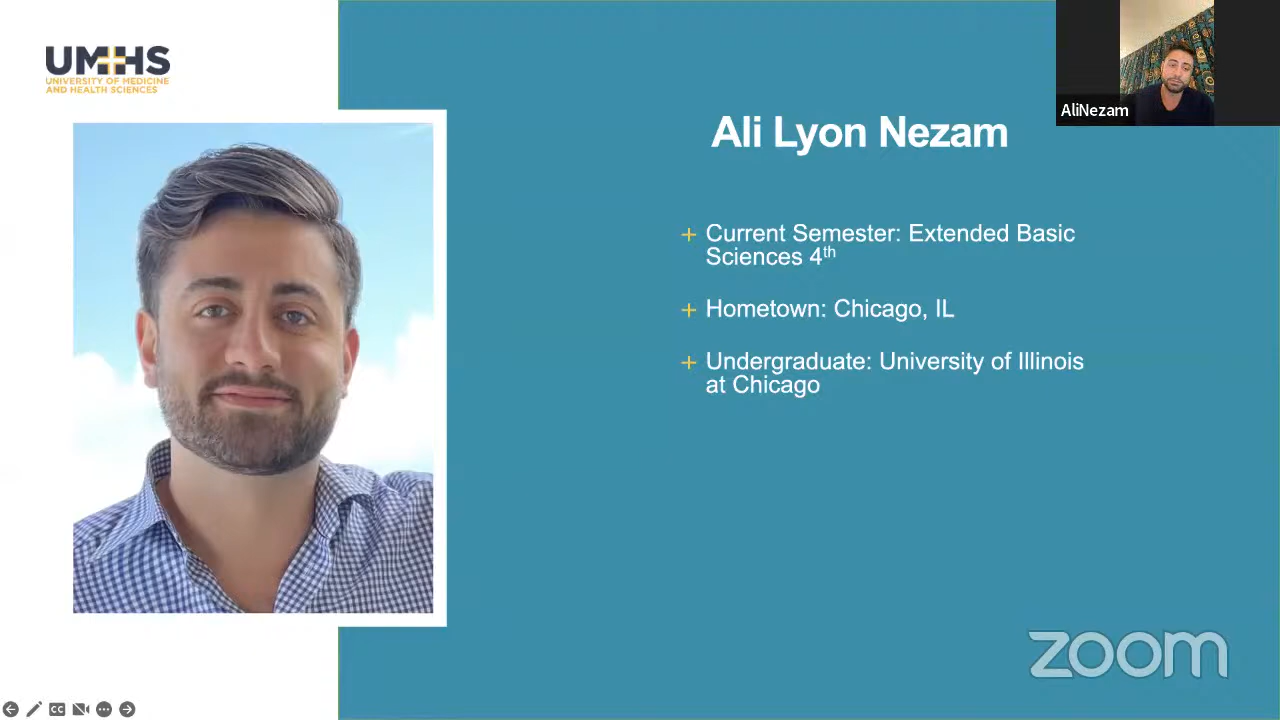 UMHS
UNIVERSITY OF MEDICINE
AND HEALTH SCIENCES
AliNezam
Ali Lyon Nezam
+ Current Semester: Extended Basic
Sciences 4th
+ Hometown: Chicago, IL
+ Undergraduate: University of Illinois
at Chicago
zoom
CC